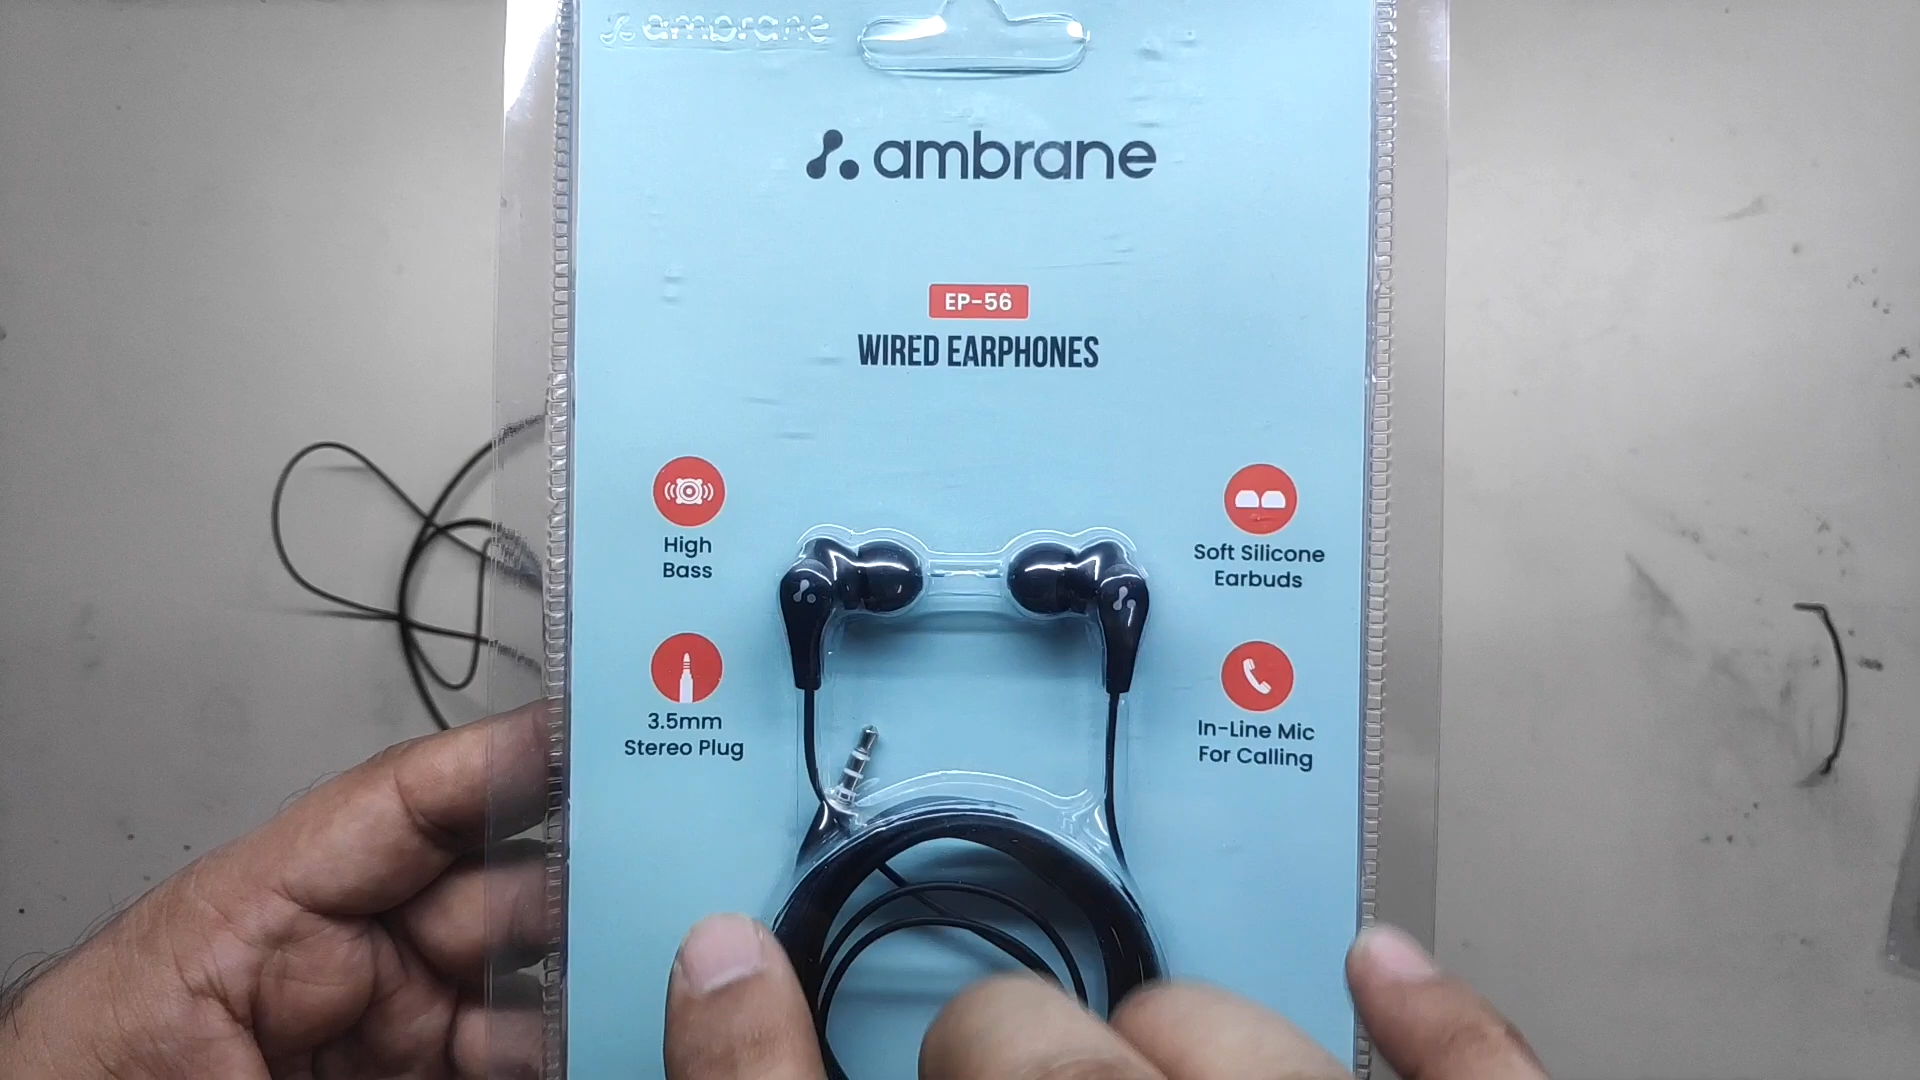 ambrane
ambrane
EP-56
WIRED EARPHONES
High
Bass
Soft Silicone
Earbuds
3.5mm
Stereo Plug
In-Line Mic
For Calling